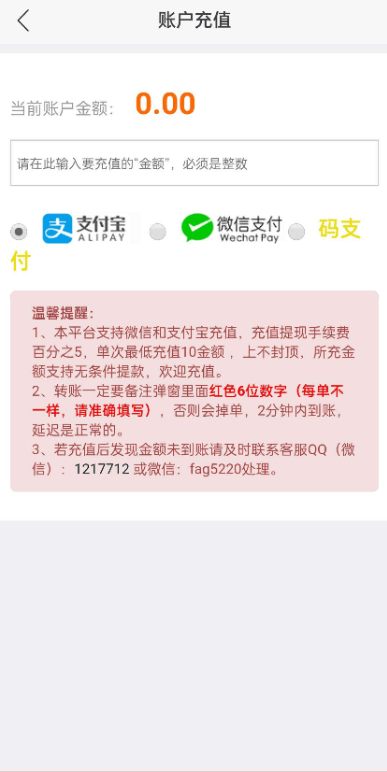 账户充值
当前账户金额： 0.00
请在此输入要充值的“金额”，必须是整数
支付宝 ALIPAY 微信支付 WeChat Pay 码支
付
温馨提醒：
1、本平台支持微信和支付宝充值，充值提现手续费
百分之5，单次最低充值10金额 ，上不封顶，所充金
额支持无条件提款，欢迎充值。
2、转账一定要备注弹窗里面红色6位数字（每单不
一样，请准确填写），否则会掉单，2分钟内到账，
延迟是正常的。
3、若充值后发现金额未到账请及时联系客服QQ（微
信）：1217712 或微信：fag5220处理。